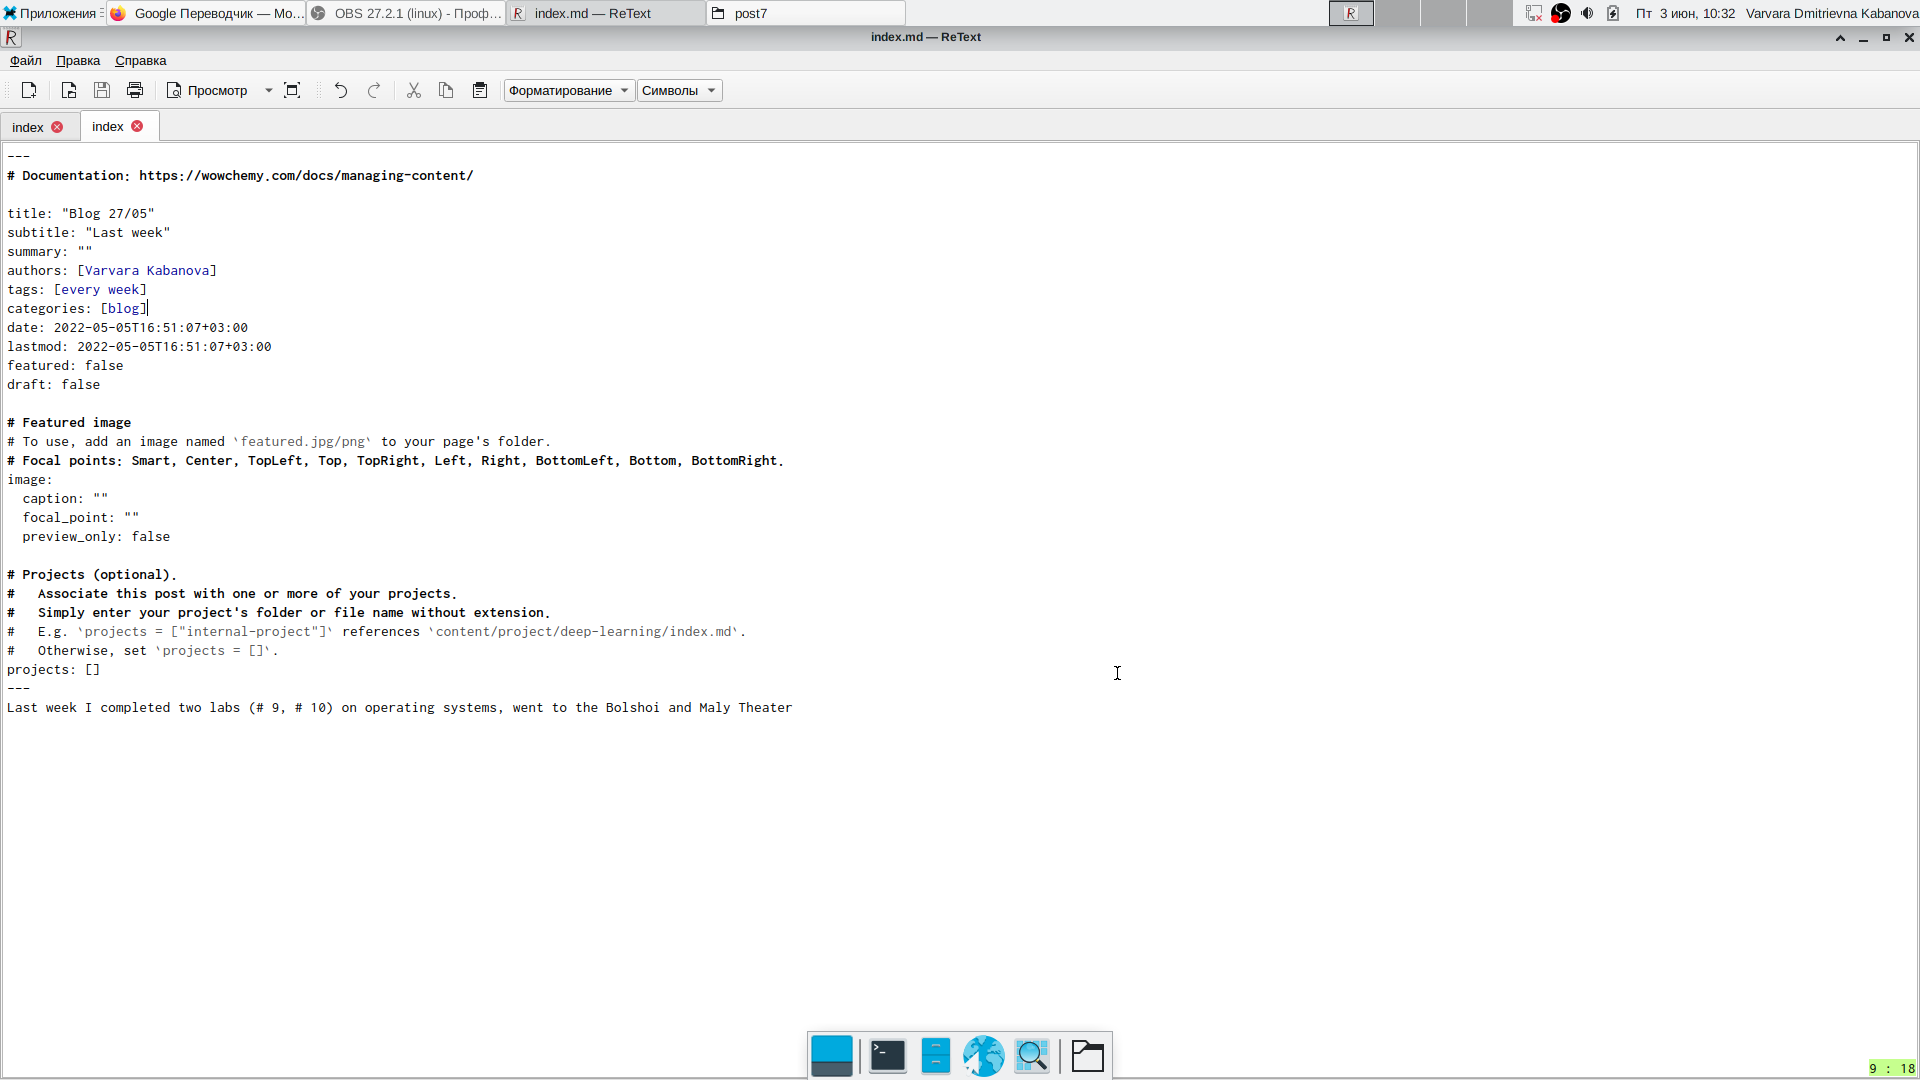 Приложения
Google Переводчик — Mo...
OBS 27.2.1 (linux) - Проф...
R index.md — ReText
post7
R
Пт 3 июн, 10:32
Varvara Dmitrievna Kabanova
R index.md — ReText
Файл Правка Справка
Просмотр Форматирование Символы
index index
---
# Documentation: https://wowchemy.com/docs/managing-content/
title: "Blog 27/05"
subtitle: "Last week"
summary: ""
authors: [Varvara Kabanova]
tags: [every week]
categories: [blog]
date: 2022-05-05T16:51:07+03:00
lastmod: 2022-05-05T16:51:07+03:00
featured: false
draft: false
# Featured image
# To use, add an image named `featured.jpg/png` to your page's folder.
# Focal points: Smart, Center, TopLeft, Top, TopRight, Left, Right, BottomLeft, Bottom, BottomRight.
image:
  caption: ""
  focal_point: ""
  preview_only: false
# Projects (optional).
#   Associate this post with one or more of your projects.
#   Simply enter your project's folder or file name without extension.
#   E.g. `projects = ["internal-project"]` references `content/project/deep-learning/index.md`.
#   Otherwise, set `projects = []`.
projects: []
---
Last week I completed two labs (# 9, # 10) on operating systems, went to the Bolshoi and Maly Theater
9 : 18